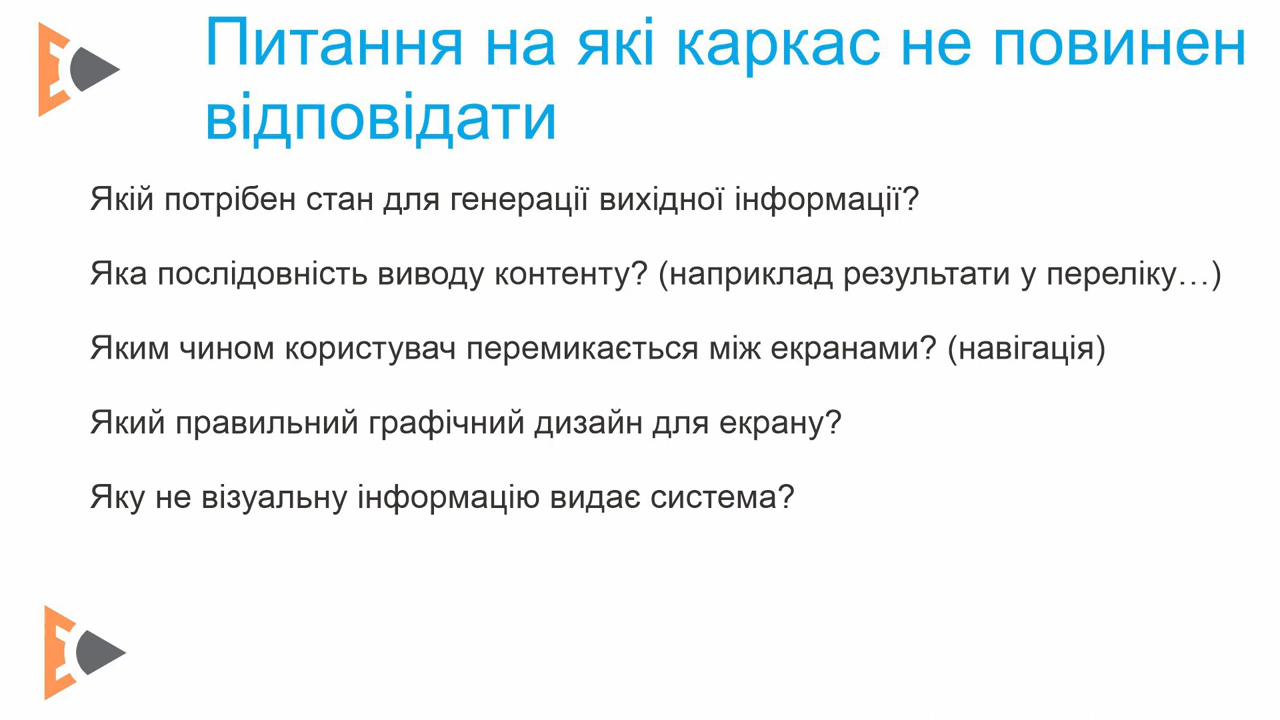 Питання на які каркас не повинен
відповідати
Якій потрібен стан для генерації вихідної інформації?
Яка послідовність виводу контенту? (наприклад результати у переліку…)
Яким чином користувач перемикається між екранами? (навігація)
Який правильний графічний дизайн для екрану?
Яку не візуальну інформацію видає система?